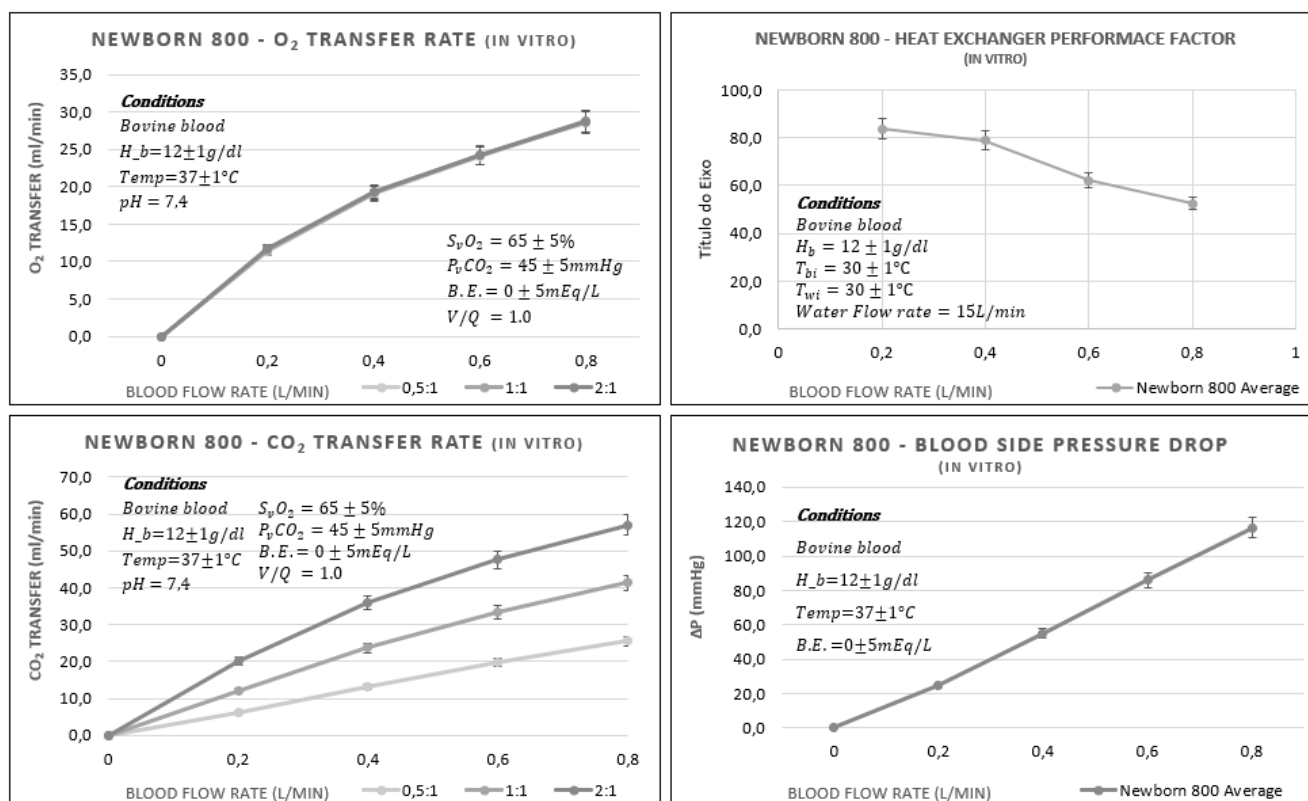 NEWBORN 800 - O₂ TRANSFER RATE (IN VITRO)
35,0
30,0
25,0
20,0
15,0
10,0
5,0
0,0
O₂ TRANSFER (ml/min)
Conditions
Bovine blood
H_b=12±1g/dl
Temp=37±1°C
pH = 7,4
SᵥO₂ = 65 ± 5%
PᵥCO₂ = 45 ± 5mmHg
B.E.= 0 ± 5mEq/L
V/Q = 1.0
0 0,2 0,4 0,6 0,8
BLOOD FLOW RATE (L/MIN) 0,5:1 1:1 2:1
NEWBORN 800 - HEAT EXCHANGER PERFORMACE FACTOR
(IN VITRO)
100,0
80,0
60,0
40,0
20,0
0,0
Título do Eixo
Conditions
Bovine blood
H_b = 12 ± 1g/dl
T_bi = 30 ± 1°C
T_wi = 30 ± 1°C
Water Flow rate = 15L/min
0 0,2 0,4 0,6 0,8 1
BLOOD FLOW RATE (L/MIN) Newborn 800 Average
NEWBORN 800 - CO₂ TRANSFER RATE (IN VITRO)
70,0
60,0
50,0
40,0
30,0
20,0
10,0
0,0
CO₂ TRANSFER (ml/min)
Conditions
Bovine blood
H_b=12±1g/dl
Temp=37±1°C
pH = 7,4
SᵥO₂ = 65 ± 5%
PᵥCO₂ = 45 ± 5mmHg
B.E.= 0 ± 5mEq/L
V/Q = 1.0
0 0,2 0,4 0,6 0,8
BLOOD FLOW RATE (L/MIN) 0,5:1 1:1 2:1
NEWBORN 800 - BLOOD SIDE PRESSURE DROP
(IN VITRO)
140,0
120,0
100,0
80,0
60,0
40,0
20,0
0,0
ΔP (mmHg)
Conditions
Bovine blood
H_b=12±1g/dl
Temp=37±1°C
B.E.=0±5mEq/L
0 0,2 0,4 0,6 0,8
BLOOD FLOW RATE (L/MIN) Newborn 800 Average